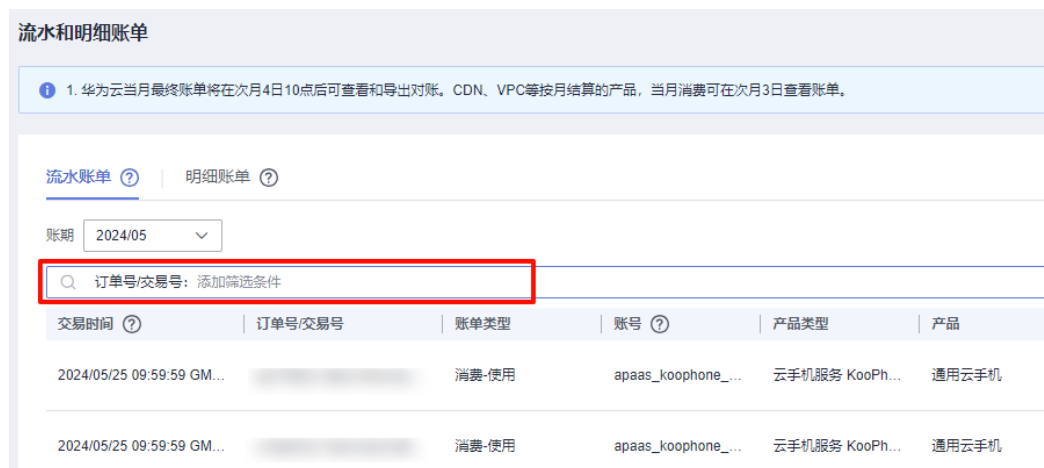 流水和明细账单
1. 华为云当月最终账单将在次月4日10点后可查看和导出对账。CDN、VPC等按月结算的产品，当月消费可在次月3日查看账单。
流水账单 明细账单
账期 2024/05
订单号/交易号：添加筛选条件
交易时间 订单号/交易号 账单类型 账号 产品类型 产品
2024/05/25 09:59:59 GM... 消费-使用 apaas_koophone_... 云手机服务 KooPh... 通用云手机
2024/05/25 09:59:59 GM... 消费-使用 apaas_koophone_... 云手机服务 KooPh... 通用云手机